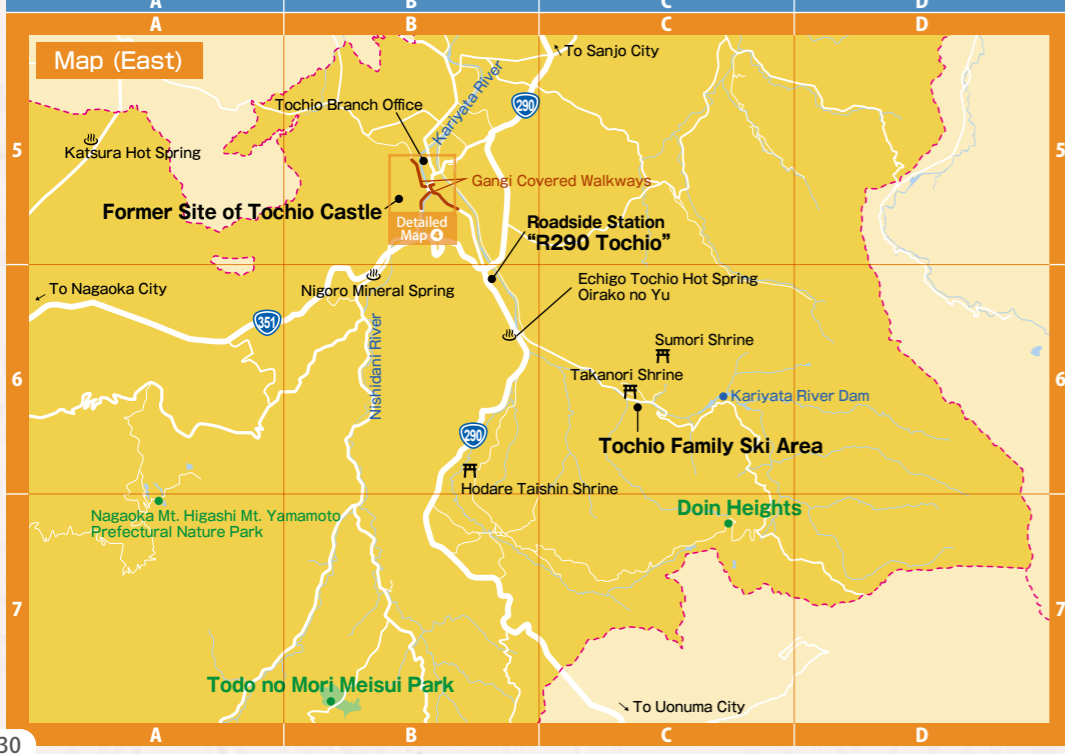 A B C D
A B C D
Map (East)
To Sanjo City
Tochio Branch Office
Kariyata River
290
5
5
Katsura Hot Spring
Gangi Covered Walkways
Former Site of Tochio Castle
Detailed
Map 4
Roadside Station
“R290 Tochio”
To Nagaoka City
Nigoro Mineral Spring
Echigo Tochio Hot Spring
Oirako no Yu
351
Nishidani River
Sumori Shrine
6
6
Takanori Shrine
Kariyata River Dam
290
Tochio Family Ski Area
Hodare Taishin Shrine
Nagaoka Mt. Higashi Mt. Yamamoto
Prefectural Nature Park
Doin Heights
7
7
Todo no Mori Meisui Park
To Uonuma City
A B C D
30